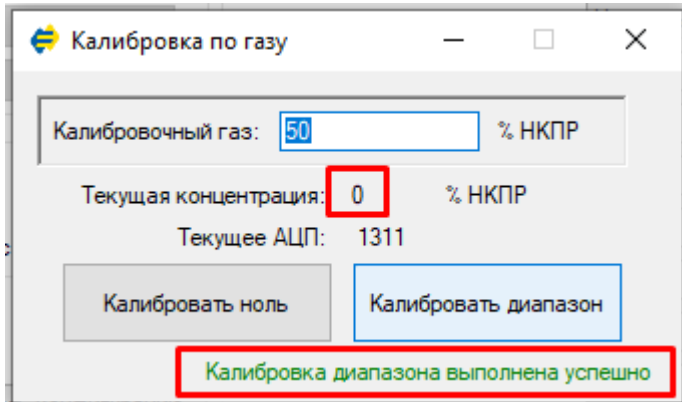 Калибровка по газу
Калибровочный газ: 50 % НКПР
Текущая концентрация: 0 % НКПР
Текущее АЦП: 1311
Калибровать ноль Калибровать диапазон
Калибровка диапазона выполнена успешно